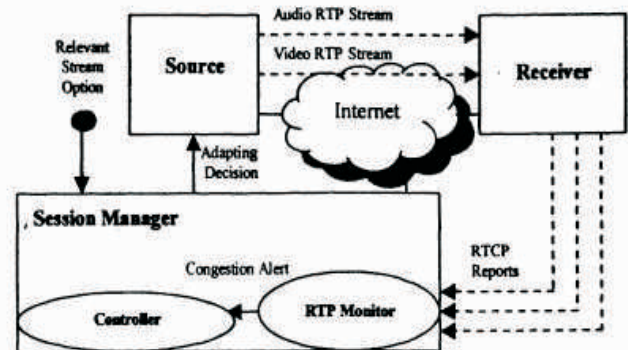 Audio RTP Stream
Relevant
Stream
Option
Source
Video RTP Stream
Receiver
Internet
Adapting
Decision
Session Manager
RTCP
Reports
Congestion Alert
Controller
RTP Monitor